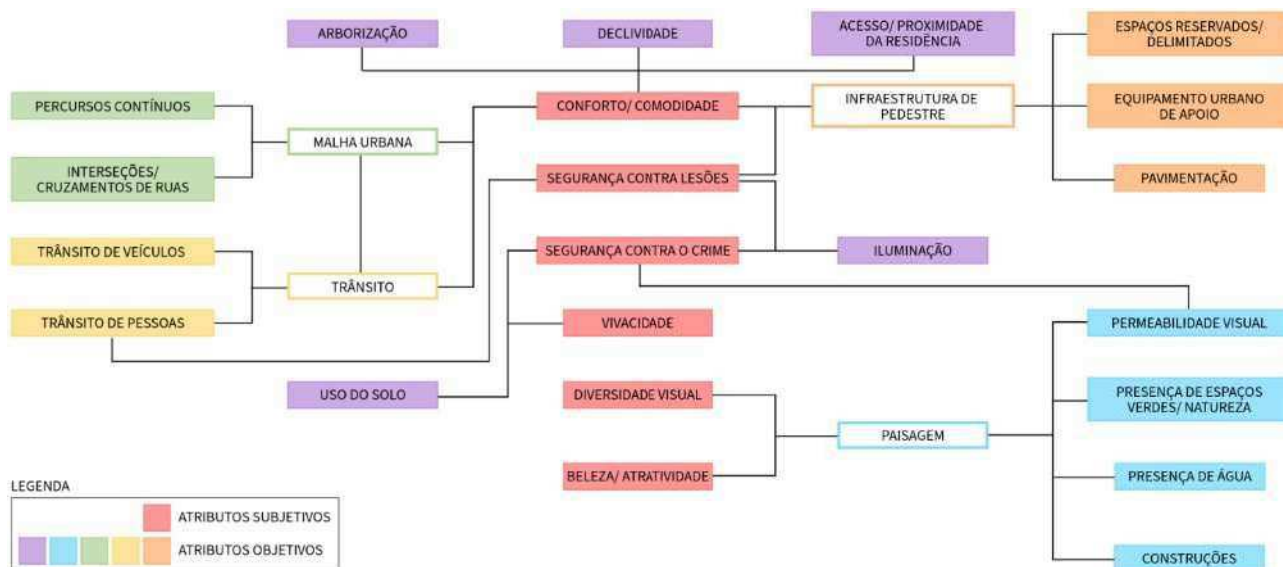 ARBORIZAÇÃO
DECLIVIDADE
ACESSO/ PROXIMIDADE
DA RESIDÊNCIA
ESPAÇOS RESERVADOS/
DELIMITADOS
PERCURSOS CONTÍNUOS
CONFORTO/ COMODIDADE
INFRAESTRUTURA DE
PEDESTRE
EQUIPAMENTO URBANO
DE APOIO
MALHA URBANA
INTERSEÇÕES/
CRUZAMENTOS DE RUAS
SEGURANÇA CONTRA LESÕES
PAVIMENTAÇÃO
TRÂNSITO DE VEÍCULOS
SEGURANÇA CONTRA O CRIME
ILUMINAÇÃO
TRÂNSITO
TRÂNSITO DE PESSOAS
VIVACIDADE
PERMEABILIDADE VISUAL
USO DO SOLO
DIVERSIDADE VISUAL
PRESENÇA DE ESPAÇOS
VERDES/ NATUREZA
PAISAGEM
BELEZA/ ATRATIVIDADE
PRESENÇA DE ÁGUA
CONSTRUÇÕES
LEGENDA
ATRIBUTOS SUBJETIVOS
ATRIBUTOS OBJETIVOS